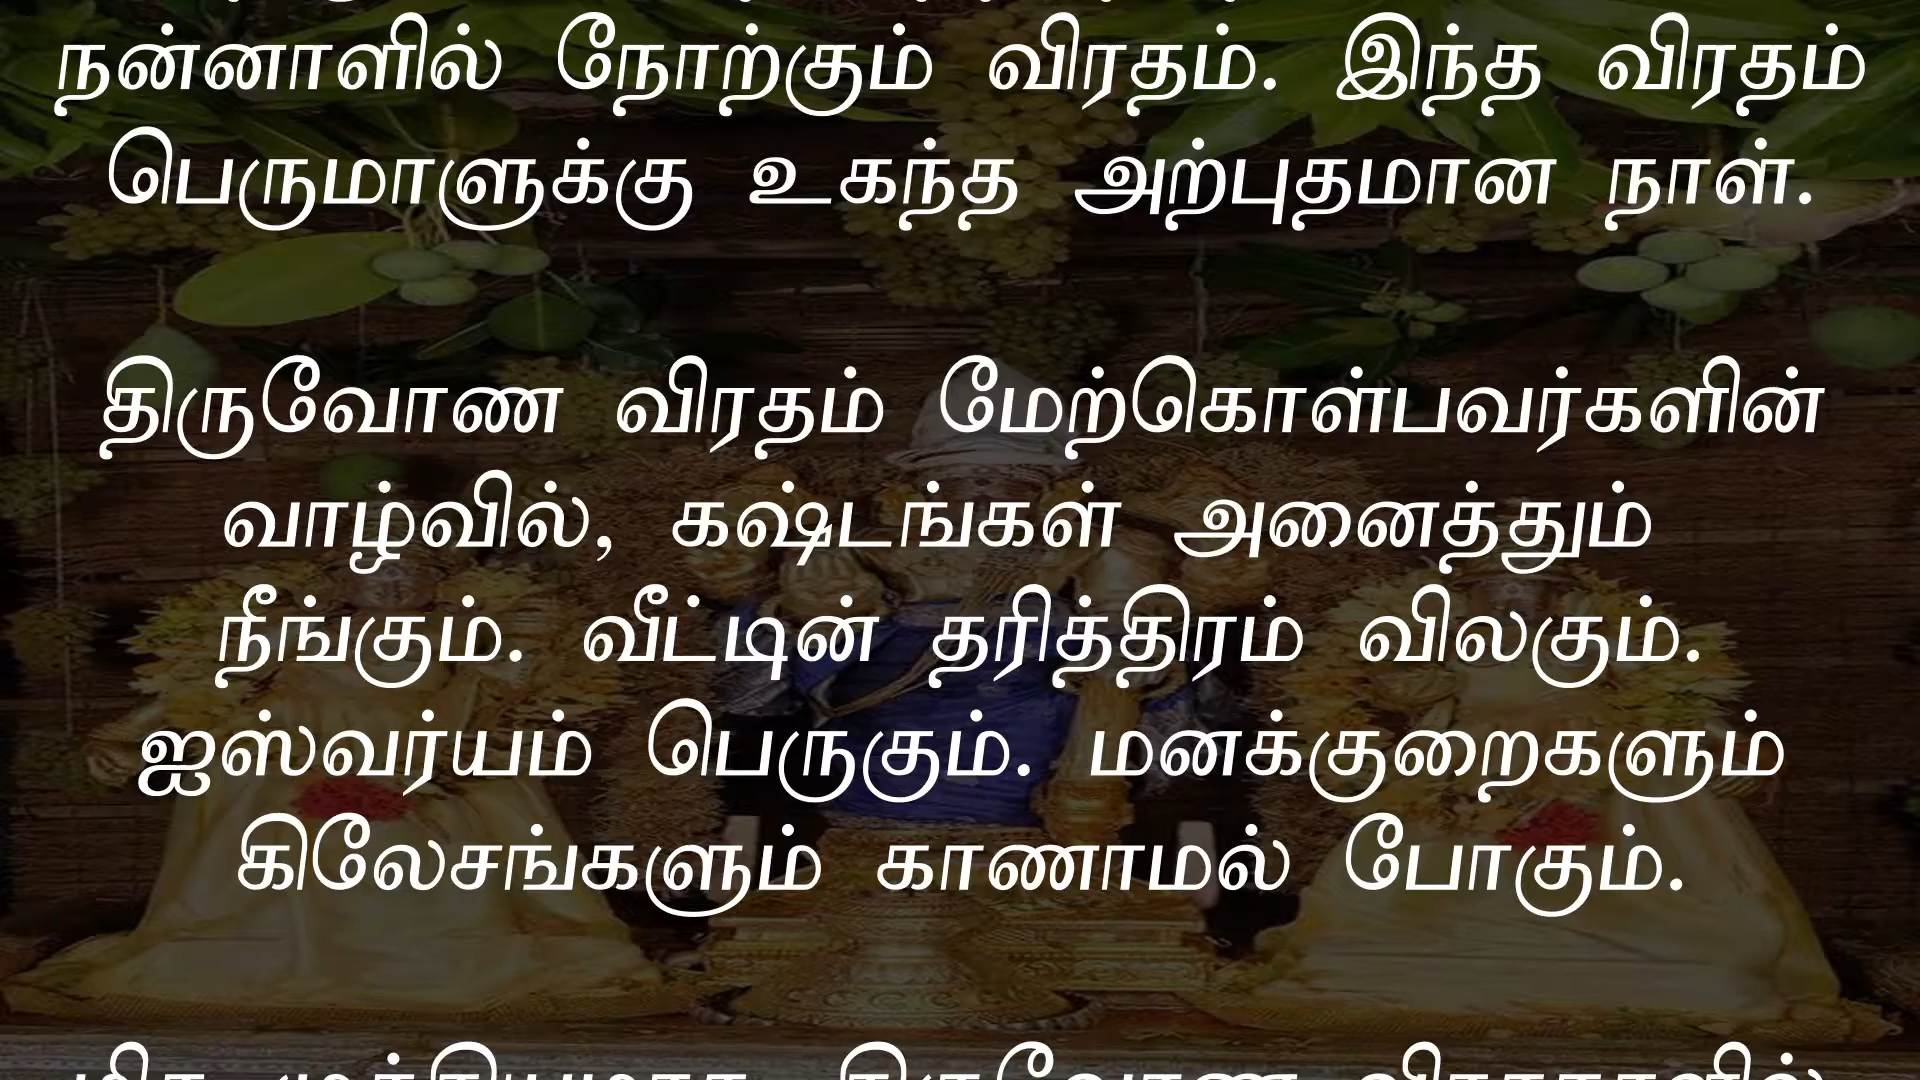 நன்னாளில் நோற்கும் விரதம். இந்த விரதம்
பெருமாளுக்கு உகந்த அற்புதமான நாள்.
திருவோண விரதம் மேற்கொள்பவர்களின்
வாழ்வில், கஷ்டங்கள் அனைத்தும்
நீங்கும். வீட்டின் தரித்திரம் விலகும்.
ஐஸ்வர்யம் பெருகும். மனக்குறைகளும்
கிலேசங்களும் காணாமல் போகும்.